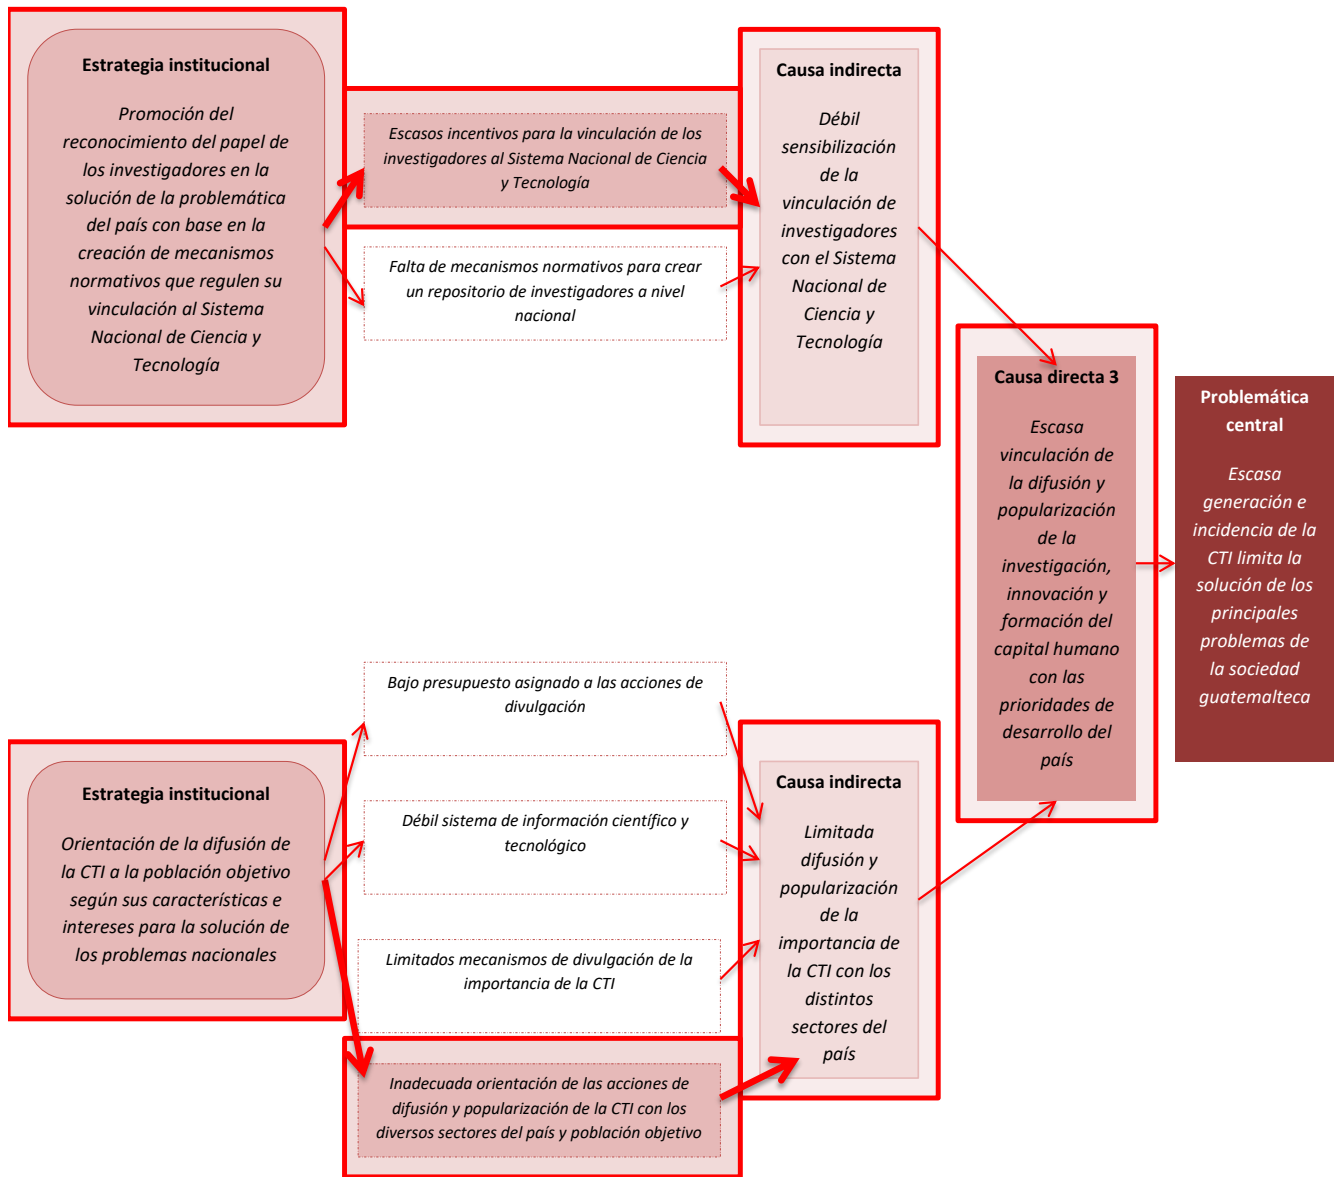 Estrategia institucional
Promoción del
reconocimiento del papel de
los investigadores en la
solución de la problemática
del país con base en la
creación de mecanismos
normativos que regulen su
vinculación al Sistema
Nacional de Ciencia y
Tecnología
Escasos incentivos para la vinculación de los
investigadores al Sistema Nacional de Ciencia
y Tecnología
Falta de mecanismos normativos para crear
un repositorio de investigadores a nivel
nacional
Causa indirecta
Débil
sensibilización
de la
vinculación de
investigadores
con el Sistema
Nacional de
Ciencia y
Tecnología
Causa directa 3
Escasa
vinculación de
la difusión y
popularización
de la
investigación,
innovación y
formación del
capital humano
con las
prioridades de
desarrollo del
país
Problemática
central
Escasa
generación e
incidencia de la
CTI limita la
solución de los
principales
problemas de
la sociedad
guatemalteca
Estrategia institucional
Orientación de la difusión de
la CTI a la población objetivo
según sus características e
intereses para la solución de
los problemas nacionales
Bajo presupuesto asignado a las acciones de
divulgación
Débil sistema de información científico y
tecnológico
Limitados mecanismos de divulgación de la
importancia de la CTI
Inadecuada orientación de las acciones de
difusión y popularización de la CTI con los
diversos sectores del país y población objetivo
Causa indirecta
Limitada
difusión y
popularización
de la
importancia de
la CTI con los
distintos
sectores del
país